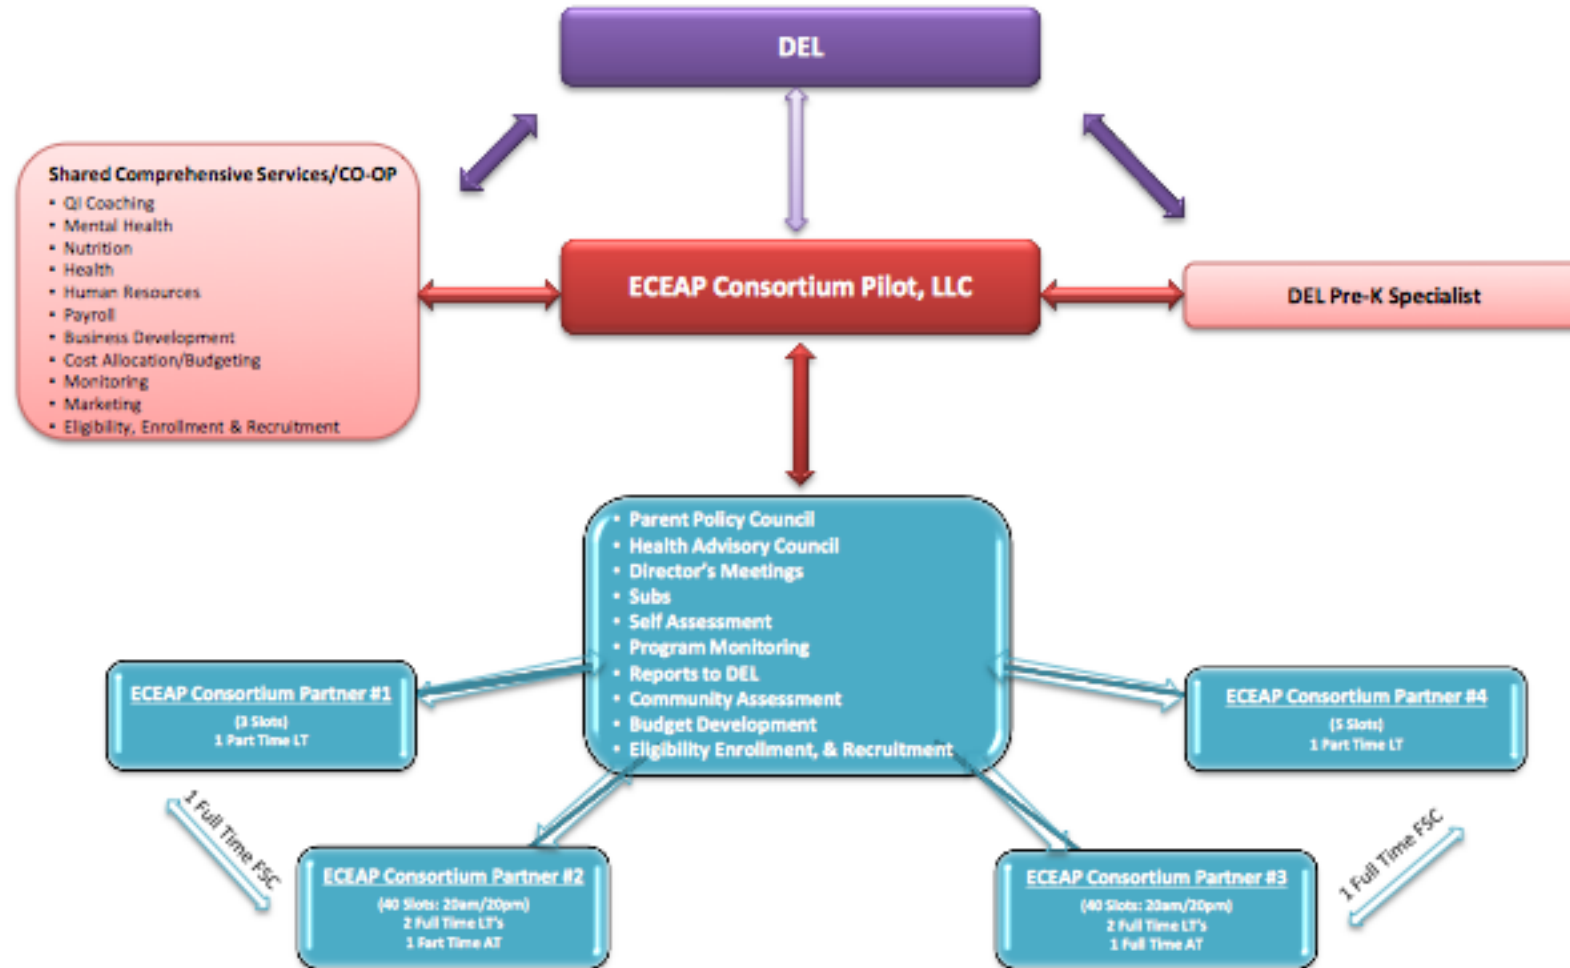 DEL
Shared Comprehensive Services/CO-OP
• QI Coaching
• Mental Health
• Nutrition
• Health
• Human Resources
• Payroll
• Business Development
• Cost Allocation/Budgeting
• Monitoring
• Marketing
• Eligibility, Enrollment & Recruitment
ECEAP Consortium Pilot, LLC
DEL Pre-K Specialist
• Parent Policy Council
• Health Advisory Council
• Director's Meetings
• Subs
• Self Assessment
• Program Monitoring
• Reports to DEL
• Community Assessment
• Budget Development
• Eligibility Enrollment, & Recruitment
ECEAP Consortium Partner #1
(3 Slots)
1 Part Time LT
ECEAP Consortium Partner #4
(5 Slots)
1 Part Time LT
1 Full Time FSC
1 Full Time FSC
ECEAP Consortium Partner #2
(40 Slots: 20am/20pm)
2 Full Time LT's
1 Part Time AT
ECEAP Consortium Partner #3
(40 Slots: 20am/20pm)
2 Full Time LT's
1 Full Time AT